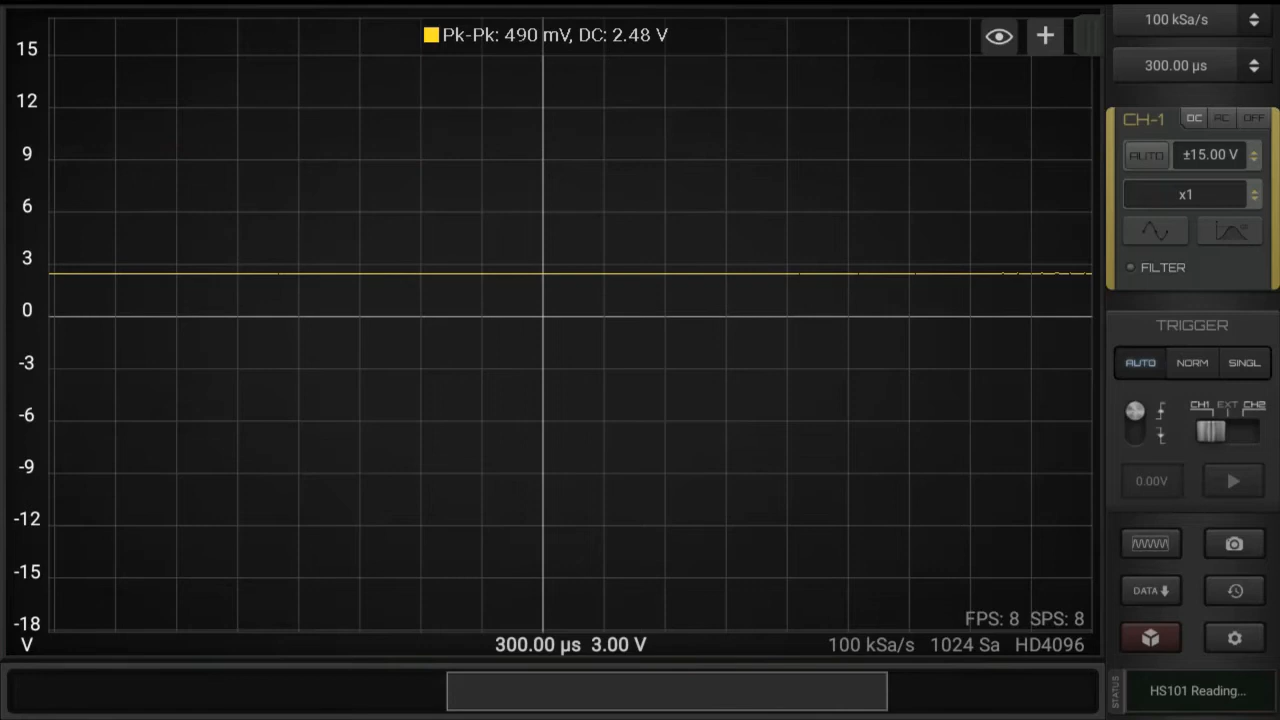 Pk-Pk: 490 mV, DC: 2.48 V
15
12
9
6
3
0
-3
-6
-9
-12
-15
-18
V
FPS: 8 SPS: 8
300.00 µs 3.00 V
100 kSa/s 1024 Sa HD4096
100 kSa/s
300.00 µs
CH-1 DC AC OFF
AUTO ±15.00 V
x1
FILTER
TRIGGER
AUTO NORM SINGL
CH1 EXT CH2
0.00V
DATA
STATUS
HS101 Reading...